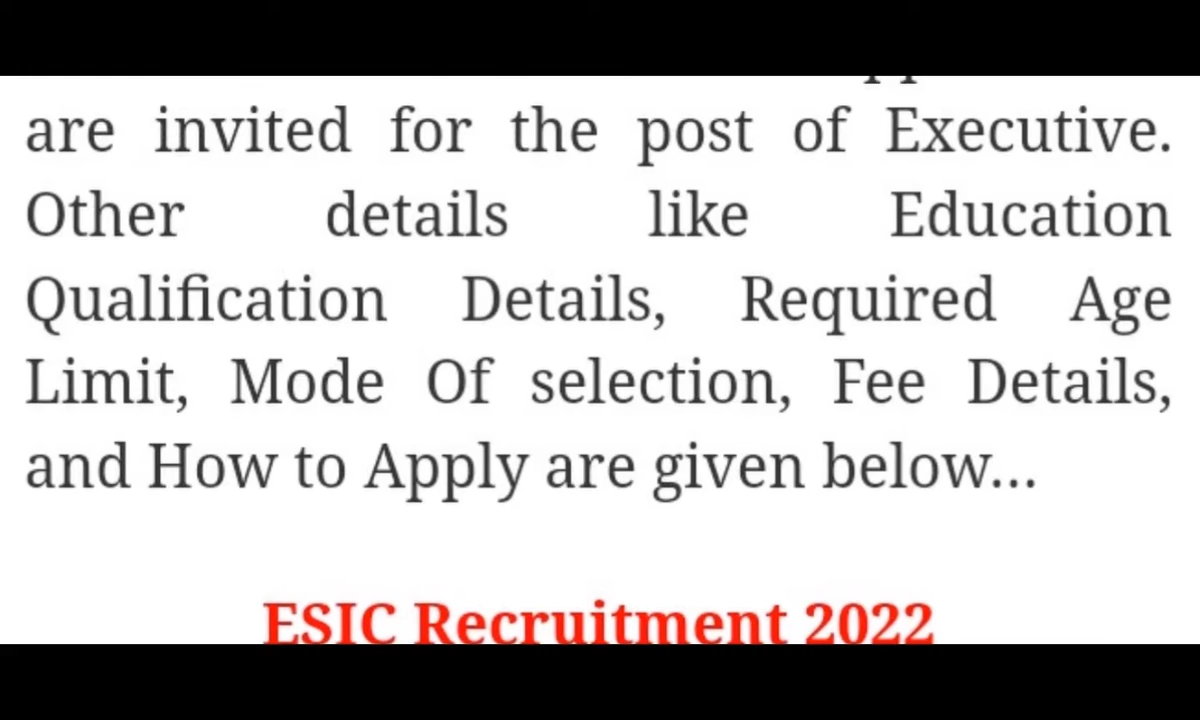 are invited for the post of Executive.
Other details like Education
Qualification Details, Required Age
Limit, Mode Of selection, Fee Details,
and How to Apply are given below...
ESIC Recruitment 2022